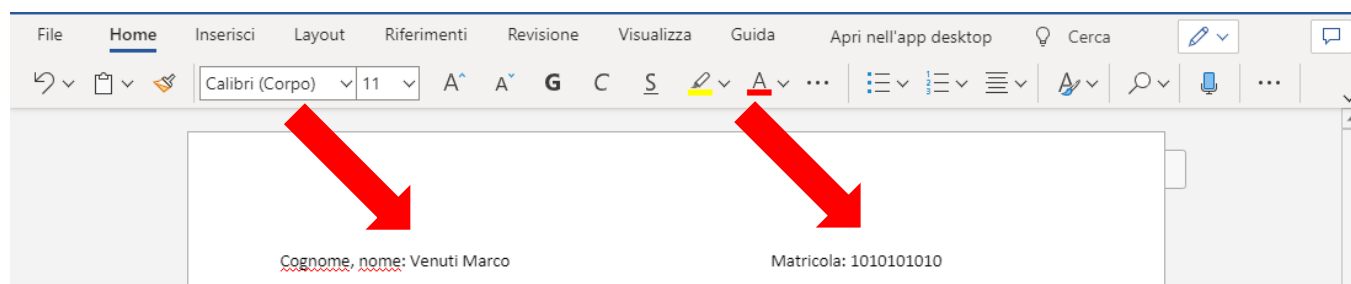 File Home Inserisci Layout Riferimenti Revisione Visualizza Guida Apri nell'app desktop Cerca
Calibri (Corpo) 11 A A G C S A
Cognome, nome: Venuti Marco Matricola: 1010101010